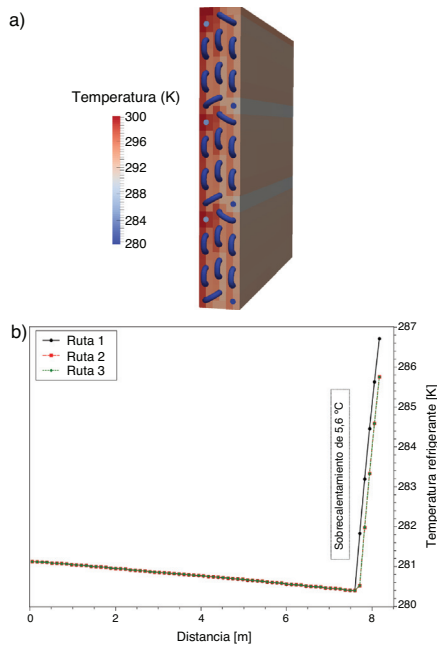 a)
Temperatura (K)
300
296
292
288
284
280
b)
Ruta 1
Ruta 2
Ruta 3
Sobrecalentamiento de 5,6 °C
287
286
285
284
283
282
281
280
Temperatura refrigerante [K]
0
2
4
6
8
Distancia [m]